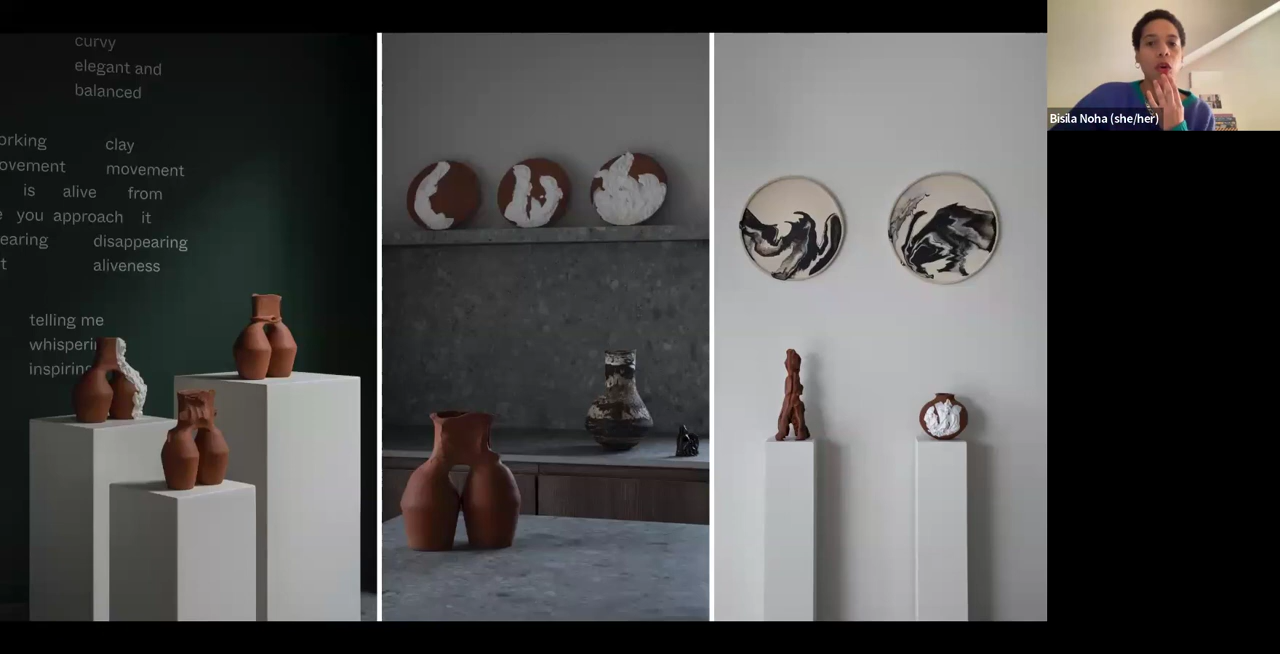 curvy
elegant and
balanced
orking clay
ovement movement
is alive from
e you approach it
earing disappearing
t aliveness
telling me
whisperi
inspiring
Bisila Noha (she/her)